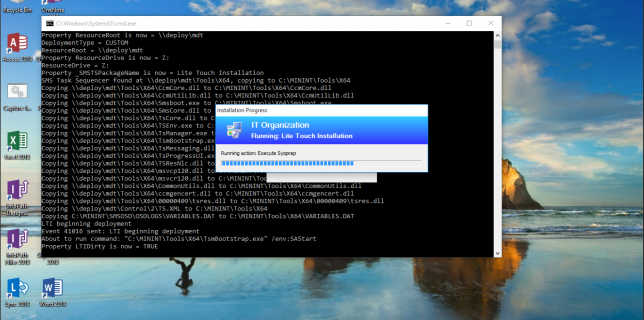 Recycle Bin
OneNote
C:\Windows\System32\cmd.exe
Property ResourceRoot is now = \\deploy\mdt
DeploymentType = CUSTOM
ResourceRoot = \\deploy\mdt
Property ResourceDrive is now = Z:
ResourceDrive = Z:
Property _SMSTSPackageName is now = Lite Touch Installation
SMS Task Sequencer found at \\deploy\mdt\Tools\X64, copying to C:\MININT\Tools\X64
Copying \\deploy\mdt\Tools\X64\CcmCore.dll to C:\MININT\Tools\X64\CcmCore.dll
Copying \\deploy\mdt\Tools\X64\CcmUtilLib.dll to C:\MININT\Tools\X64\CcmUtilLib.dll
Copying \\deploy\mdt\Tools\X64\Smsboot.exe to C:\MININT\Tools\X64\Smsboot.exe
Copying \\deploy\mdt\Tools\X64\SmsCore.dl
Copying \\deploy\mdt\Tools\X64\TsCore.dll
Copying \\deploy\mdt\Tools\X64\TSEnv.exe
Copying \\deploy\mdt\Tools\X64\TsManager.exe
Copying \\deploy\mdt\Tools\X64\TsmBootstrap.ex
Copying \\deploy\mdt\Tools\X64\TsMessaging.dll
Copying \\deploy\mdt\Tools\X64\TsProgressUI.ex
Copying \\deploy\mdt\Tools\X64\TSResNlc.dll t
Copying \\deploy\mdt\Tools\X64\msvcp120.dll t
Copying \\deploy\mdt\Tools\X64\msvcr120.dll to C:\MININT\Too
Copying \\deploy\mdt\Tools\X64\CommonUtils.dll to C:\MININT\Tools\X64\CommonUtils.dll
Copying \\deploy\mdt\Tools\X64\ccmgencert.dll to C:\MININT\Tools\X64\ccmgencert.dll
Copying \\deploy\mdt\Tools\X64\00000409\tsres.dll to C:\MININT\Tools\X64\00000409\tsres.dll
Copying \\deploy\mdt\Control\2\TS.XML to C:\MININT\Tools\X64
Copying C:\MININT\SMSOSD\OSDLOGS\VARIABLES.DAT to C:\MININT\Tools\X64\VARIABLES.DAT
LTI beginning deployment
Event 41016 sent: LTI beginning deployment
About to run command: "C:\MININT\Tools\X64\TsmBootstrap.exe" /env:SAStart
Property LTIDirty is now = TRUE
Installation Progress
IT Organization
Running: Lite Touch Installation
Running action: Execute Sysprep
Access 2013
Excel 2013
InfoPath
Design...
InfoPath
Filler 2013
2013
Lync 2013
Word 2013